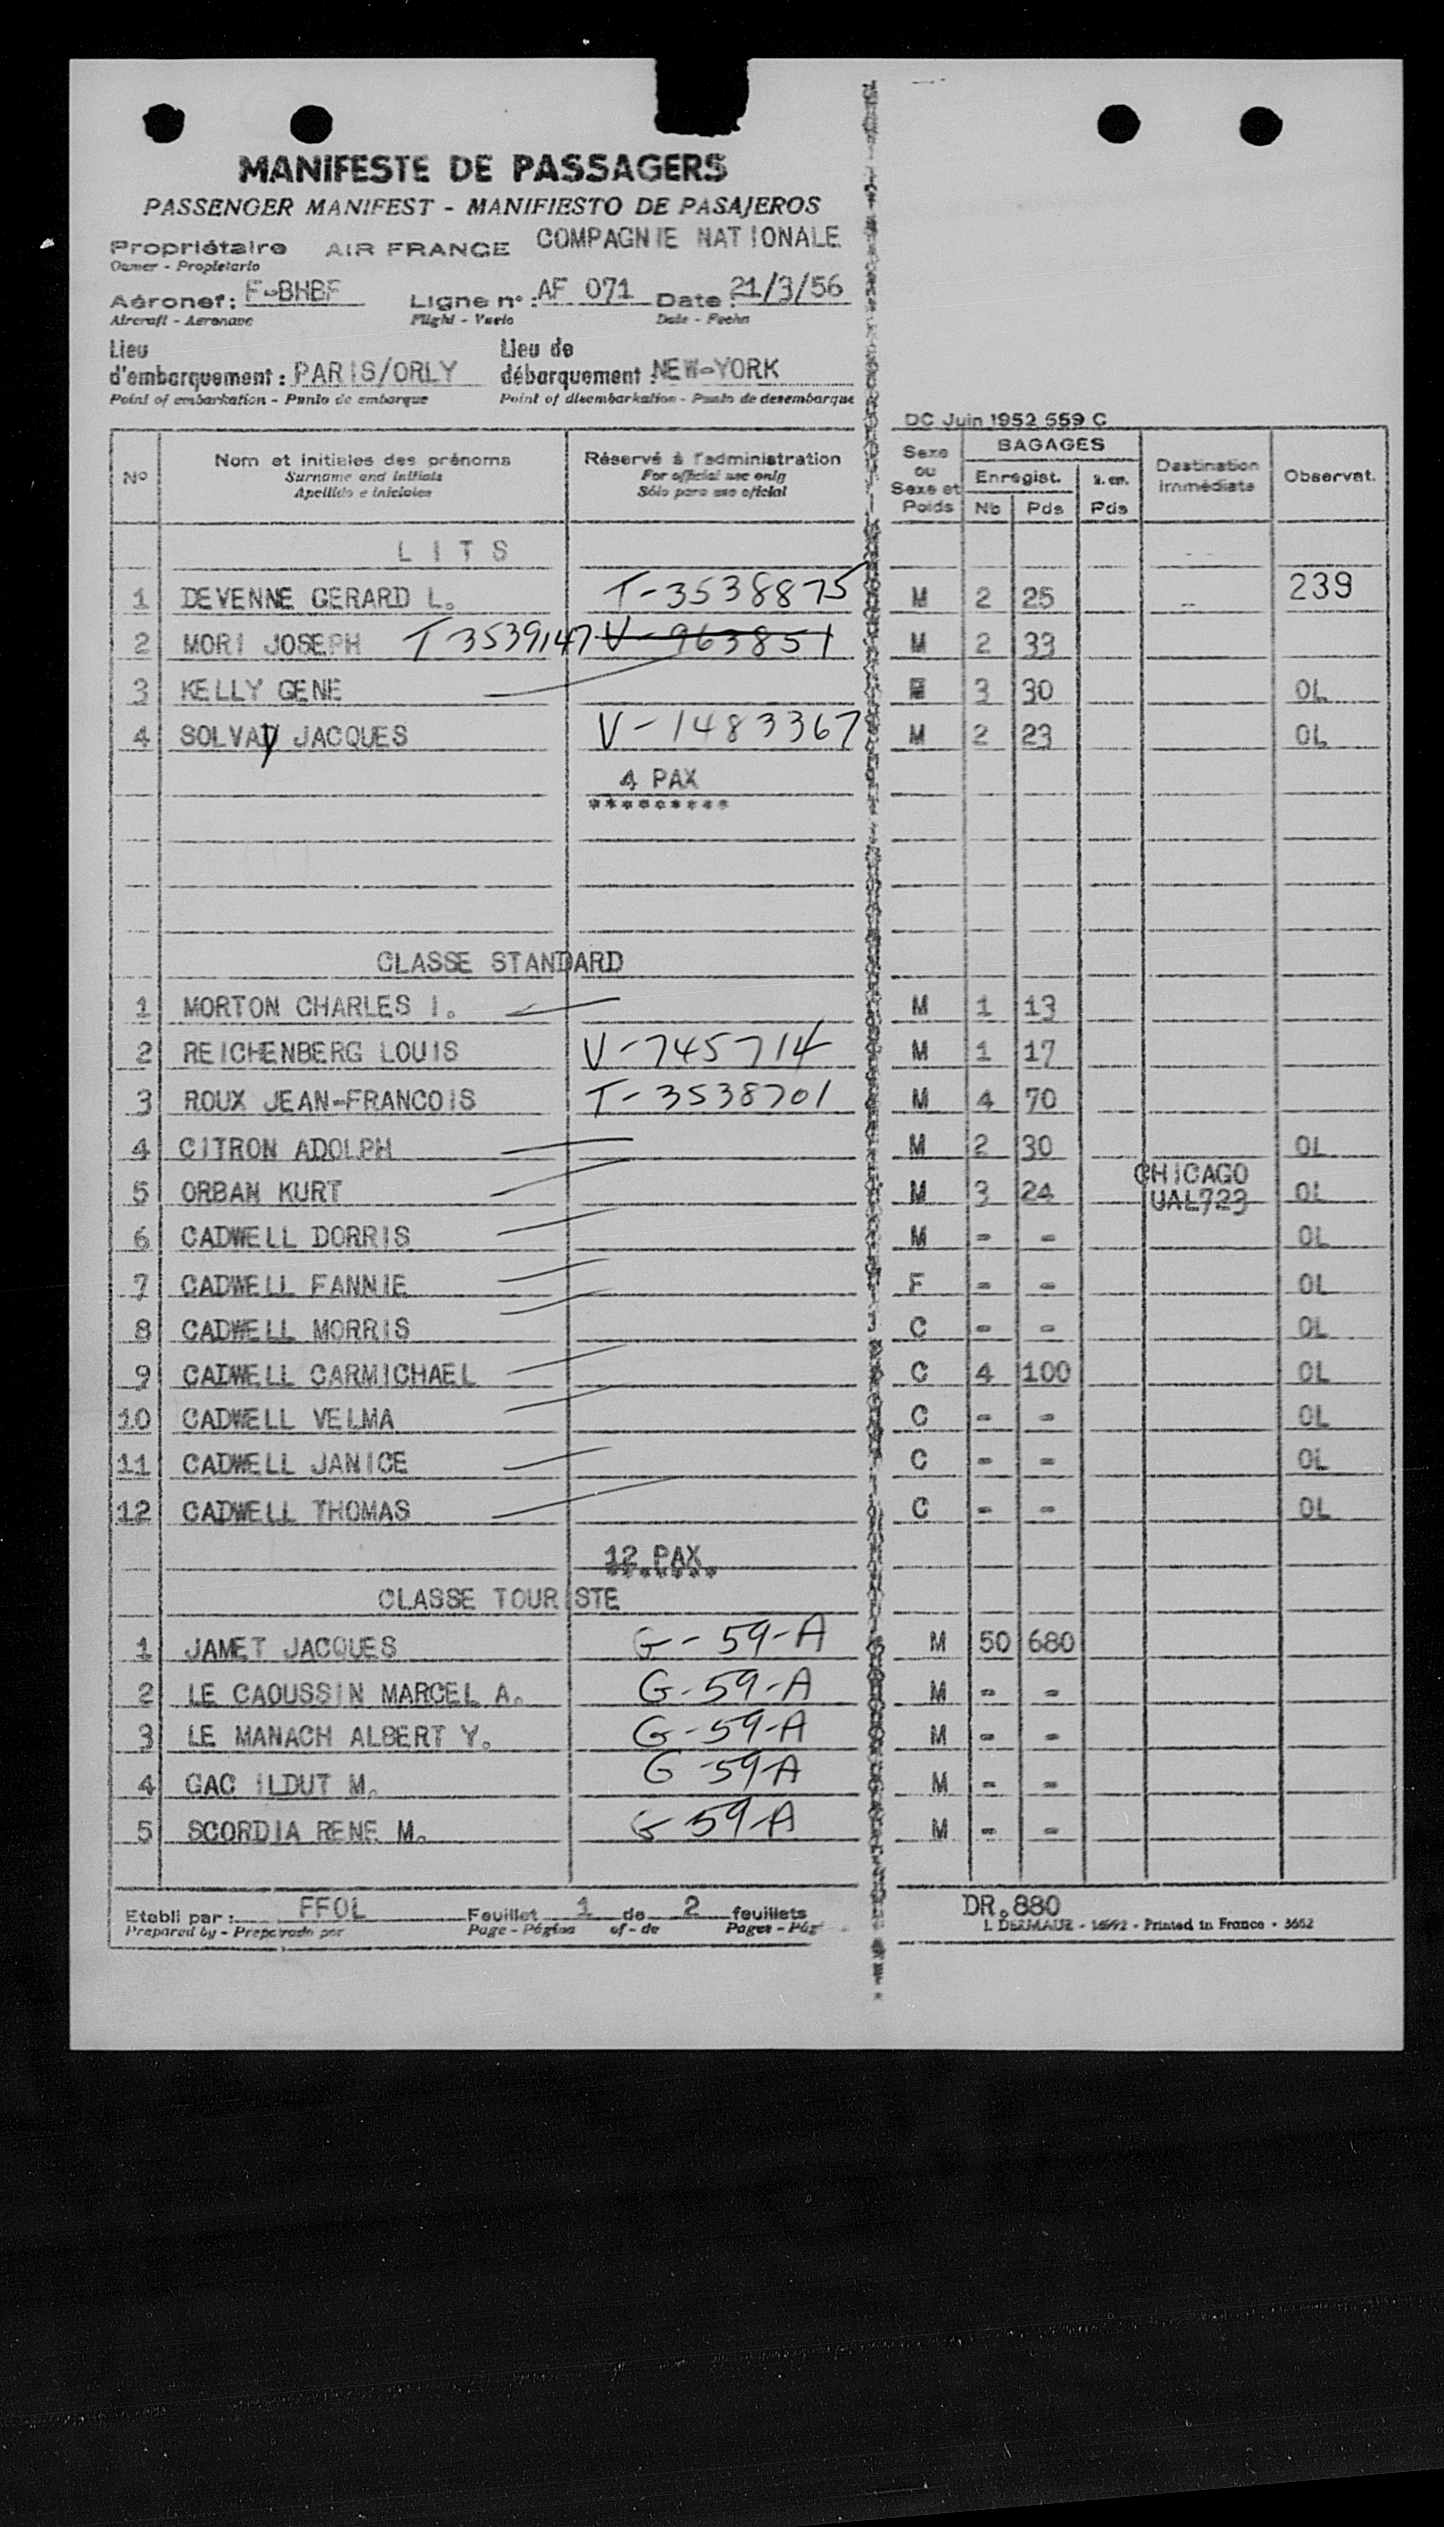 MANIFESTE DE PASSAGERS
PASSENGER MANIFEST - MANIFIESTO DE PASAJEROS
Propriétaire AIR FRANCE COMPAGNIE NATIONALE
Owner - Propietario
Aéronef: F-BHBF Ligne n° : AF 071 Date : 21/3/56
Aircraft - Aeronave Flight - Vuelo Date - Fecha
Lieu d'embarquement : PARIS/ORLY Lieu de débarquement : NEW-YORK
Point of embarkation - Punto de embarque Point of disembarkation - Punto de desembarque
DC Juin 1952 559 C
N° Nom et initiales des prénoms Réservé à l'administration Sexe ou Sexe et Poids BAGAGES Destination immédiate Observat.
Surname and initials For official use only Enregist.
Apellido e iniciales Sólo para uso oficial Nb Pds Pds
LITS
1 DEVENNE GERARD L. T-3538875 M 2 25 239
2 MORI JOSEPH T 3539147 V-963851 M 2 33
3 KELLY GENE 3 30 OL
4 SOLVAY JACQUES V-1483367 M 2 23 OL
4 PAX
*********
CLASSE STANDARD
1 MORTON CHARLES I. M 1 13
2 REICHENBERG LOUIS V-745714 M 1 17
3 ROUX JEAN-FRANCOIS T-3538701 M 4 70
4 CITRON ADOLPH M 2 30 OL
5 ORBAN KURT M 3 24 CHICAGO UAL723 OL
6 CADWELL DORRIS M - - OL
7 CADWELL FANNIE F - - OL
8 CADWELL MORRIS C - - OL
9 CADWELL CARMICHAEL C 4 100 OL
10 CADWELL VELMA C - - OL
11 CADWELL JANICE C - - OL
12 CADWELL THOMAS C - - OL
12 PAX
*******
CLASSE TOURISTE
1 JAMET JACQUES G-59-A M 50 680
2 LE CAOUSSIN MARCEL A. G-59-A M - -
3 LE MANACH ALBERT Y. G-59-A M - -
4 GAC ILDUT M. G-59-A M - -
5 SCORDIA RENE M. G-59-A M - -
Etabli par : FFOL Feuillet 1 de 2 feuillets DR.880
Prepared by - Preparado por Page - Página of - de Pages - Pág
Printed in France - 3652